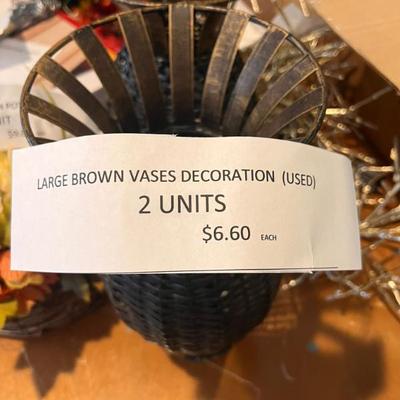 LARGE BROWN VASES DECORATION (USED)
2 UNITS
$6.60 EACH